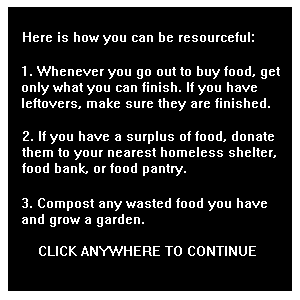 Here is how you can be resourceful:
1. Whenever you go out to buy food, get
only what you can finish. If you have
leftovers, make sure they are finished.
2. If you have a surplus of food, donate
them to your nearest homeless shelter,
food bank, or food pantry.
3. Compost any wasted food you have
and grow a garden.
CLICK ANYWHERE TO CONTINUE